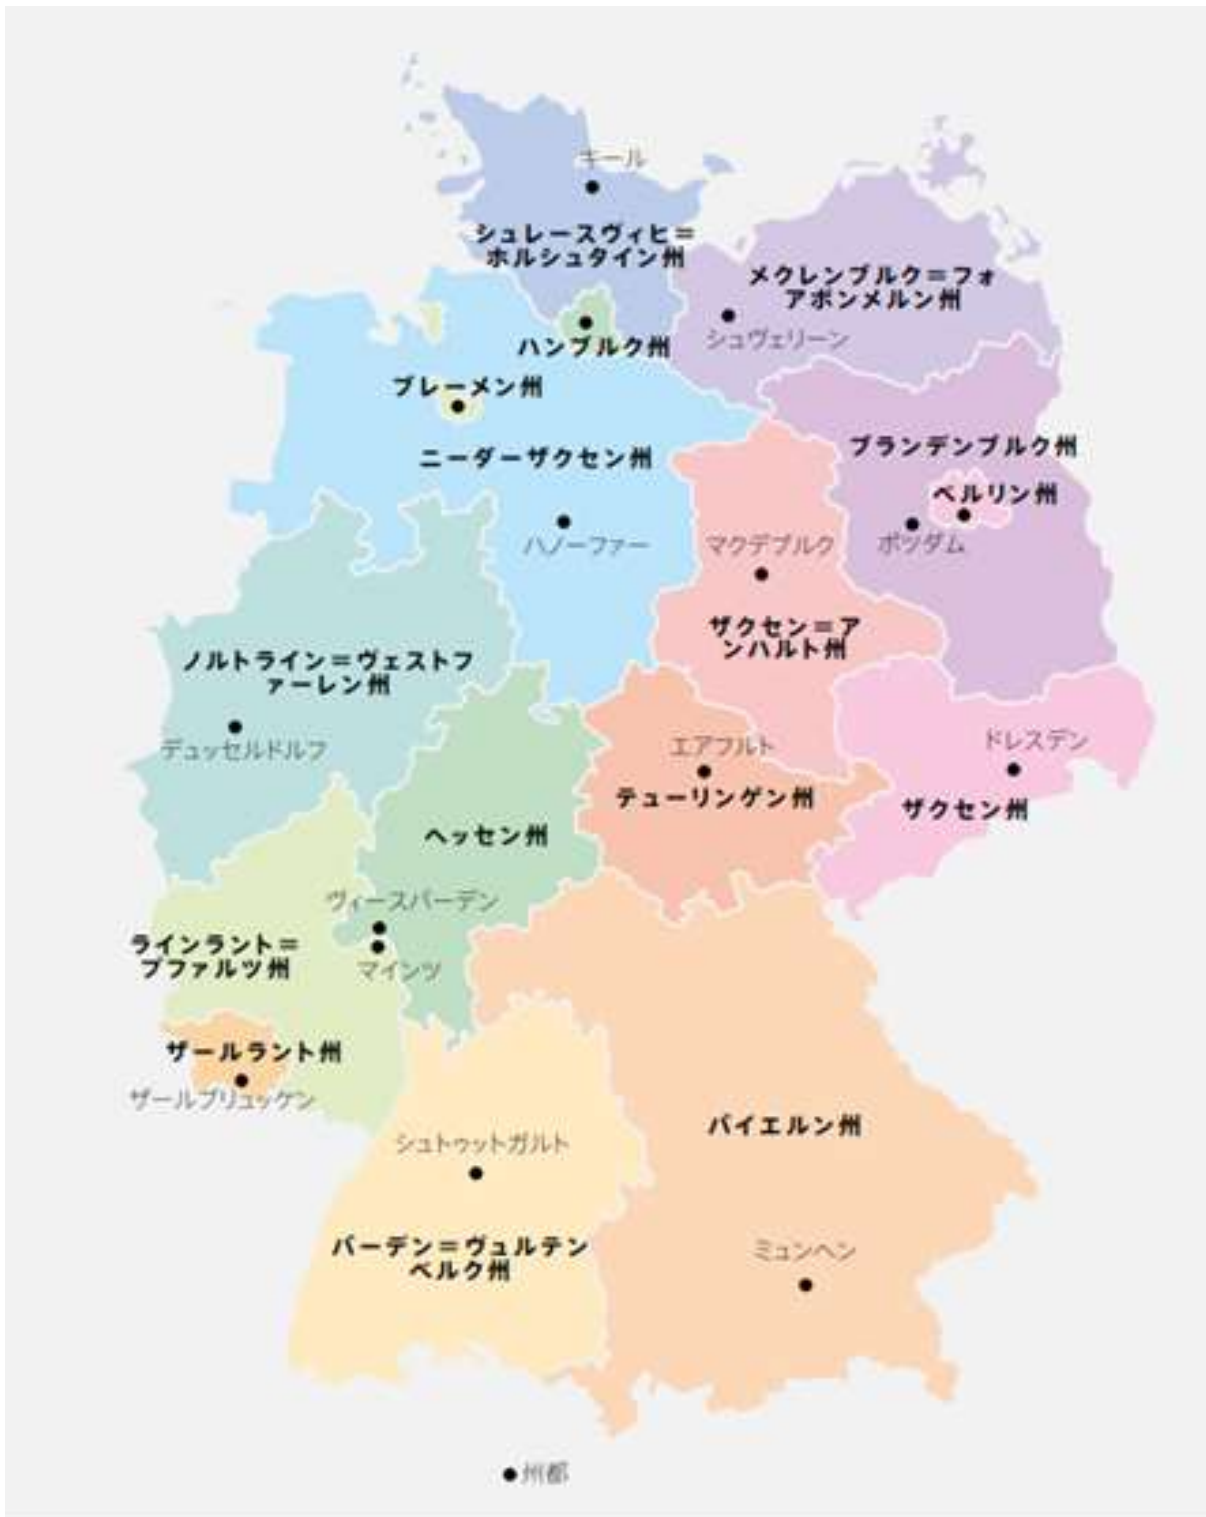 キール
シュレースヴィヒ＝
ホルシュタイン州
メクレンブルク＝フォ
アポンメルン州
シュヴェリーン
ハンブルク州
ブレーメン州
ブランデンブルク州
ニーダーザクセン州
ベルリン州
ハノーファー
マクデブルク
ポツダム
ザクセン＝ア
ンハルト州
ノルトライン＝ヴェストフ
ァーレン州
デュッセルドルフ
エアフルト
ドレスデン
テューリンゲン州
ザクセン州
ヘッセン州
ヴィースバーデン
ラインラント＝
プファルツ州
マインツ
ザールラント州
ザールブリュッケン
バイエルン州
シュトゥットガルト
バーデン＝ヴュルテン
ベルク州
ミュンヘン
州都